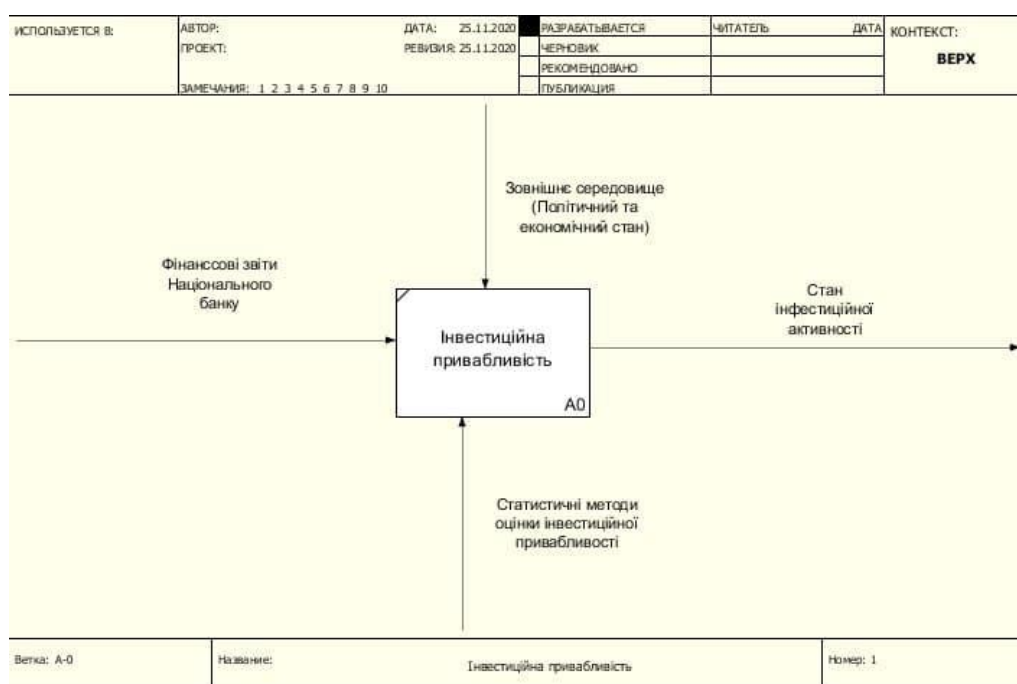 ИСПОЛЬЗУЕТСЯ В:
АВТОР:
ДАТА: 25.11.2020
ПРОЕКТ:
РЕВИЗИЯ: 25.11.2020
ЗАМЕЧАНИЯ: 1 2 3 4 5 6 7 8 9 10
РАЗРАБАТЫВАЕТСЯ
ЧЕРНОВИК
РЕКОМЕНДОВАНО
ПУБЛИКАЦИЯ
ЧИТАТЕЛЬ ДАТА
КОНТЕКСТ:
ВЕРХ
Зовнішнє середовище
(Політичний та
економічний стан)
Фінанссові звіти
Національного
банку
Інвестиційна
привабливість
A0
Стан
інфестиційної
активності
Статистичні методи
оцінки інвестиційної
привабливості
Ветка: A-0
Название:
Інвестиційна привабливість
Номер: 1